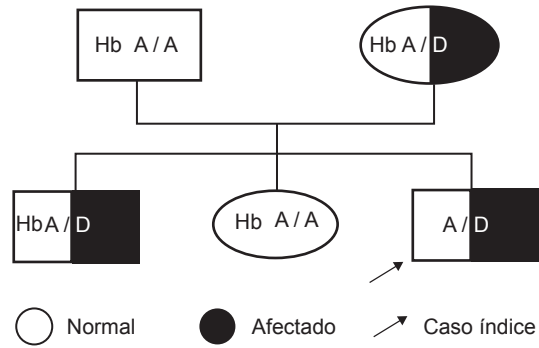 Hb A / A
Hb A / D
HbA / D
Hb A / A
A / D
Normal
Afectado
Caso índice